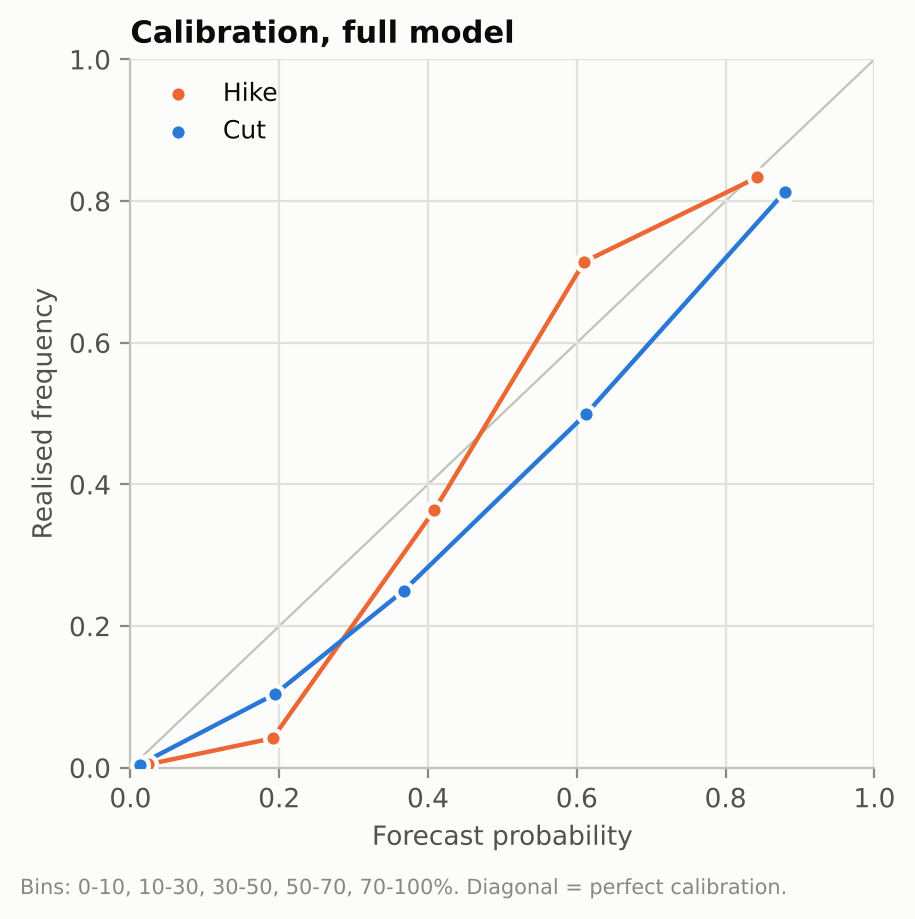 Calibration, full model
1.0
0.8
0.6
0.4
0.2
0.0
Hike
Cut
Realised frequency
0.0 0.2 0.4 0.6 0.8 1.0
Forecast probability
Bins: 0-10, 10-30, 30-50, 50-70, 70-100%. Diagonal = perfect calibration.